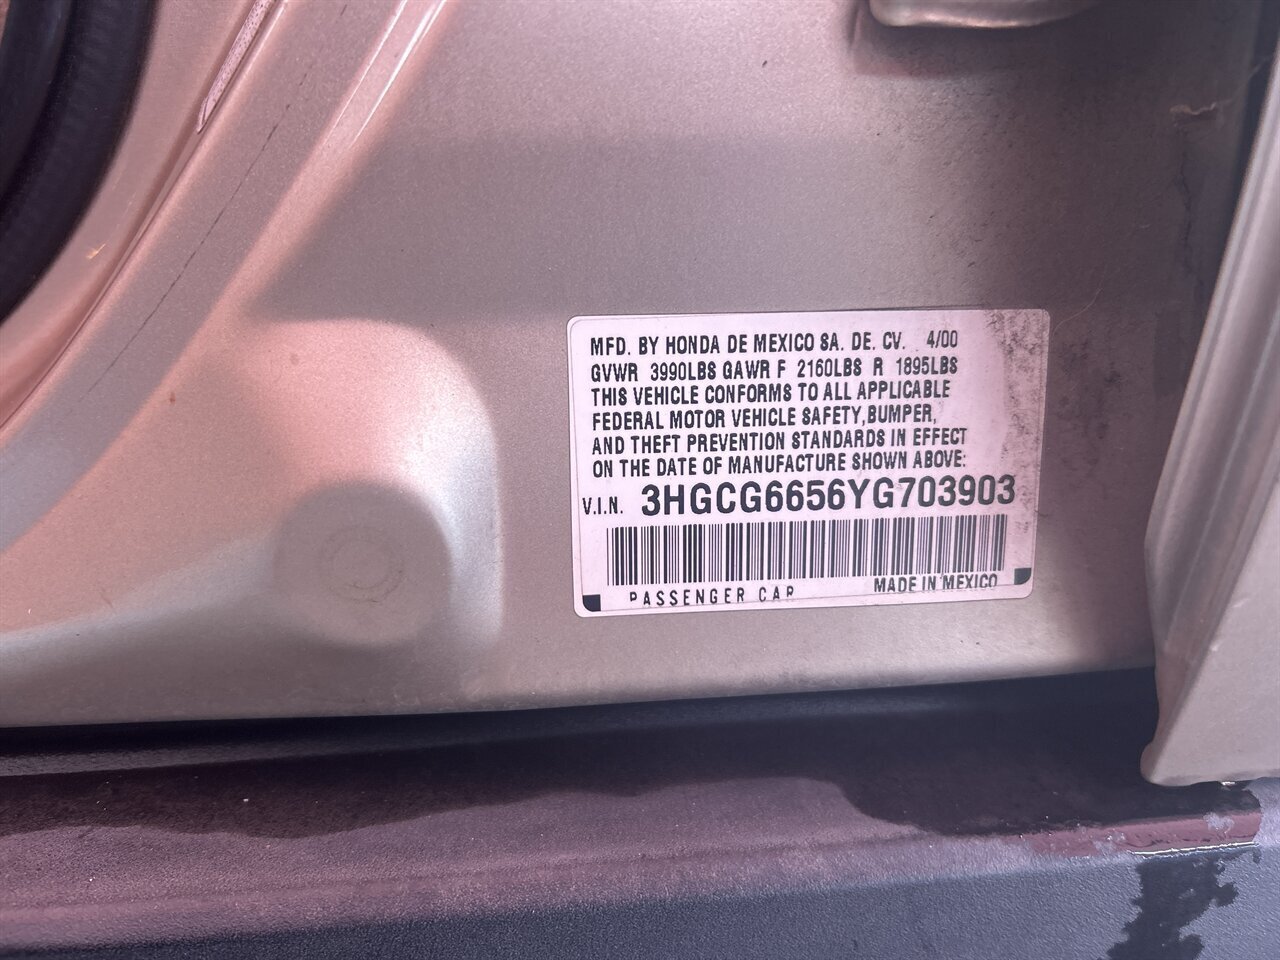 MFD. BY HONDA DE MEXICO SA. DE. CV. 4/00
GVWR 3990LBS GAWR F 2160LBS R 1895LBS
THIS VEHICLE CONFORMS TO ALL APPLICABLE
FEDERAL MOTOR VEHICLE SAFETY, BUMPER,
AND THEFT PREVENTION STANDARDS IN EFFECT
ON THE DATE OF MANUFACTURE SHOWN ABOVE:
V.I.N. 3HGCG6656YG703903
PASSENGER CAR MADE IN MEXICO